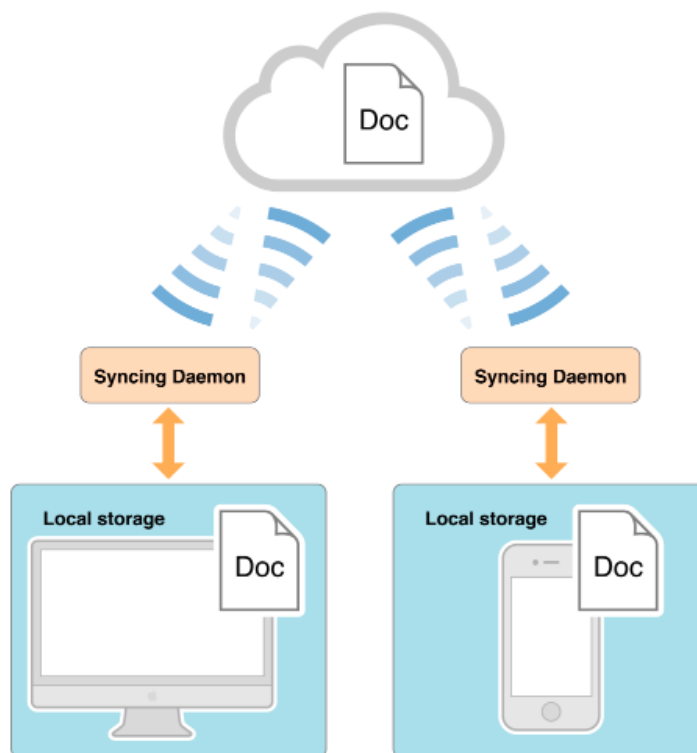 Doc
Syncing Daemon
Syncing Daemon
Local storage
Doc
Local storage
Doc